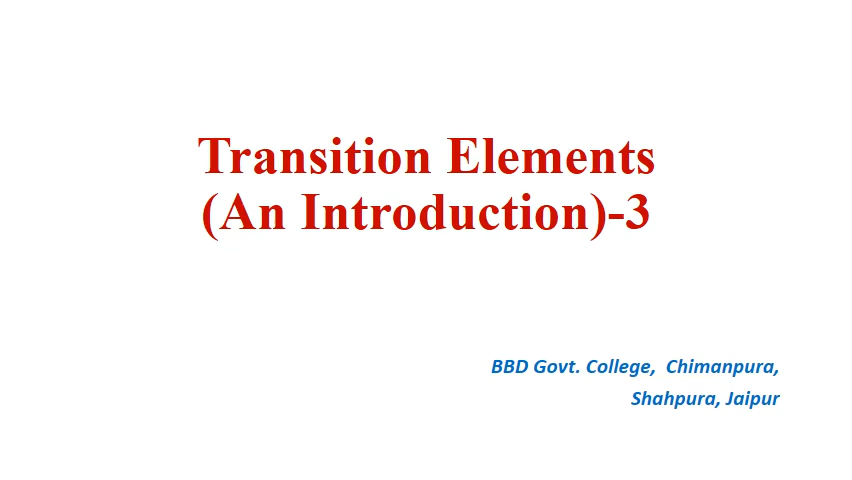 Transition Elements
(An Introduction)-3
BBD Govt. College, Chimanpura,
Shahpura, Jaipur